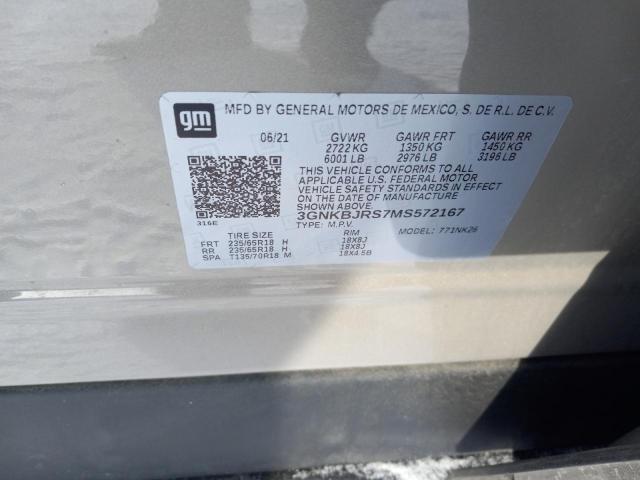 gm
MFD BY GENERAL MOTORS DE MEXICO, S. DE R.L. DE C.V.
06/21 GVWR GAWR FRT GAWR RR
2722 KG 1350 KG 1450 KG
6001 LB 2976 LB 3196 LB
THIS VEHICLE CONFORMS TO ALL
APPLICABLE U.S. FEDERAL MOTOR
VEHICLE SAFETY STANDARDS IN EFFECT
ON THE DATE OF MANUFACTURE SHOWN ABOVE.
3GNKBJRS7MS572167
316E
TYPE: M.P.V. MODEL: 771NK26
TIRE SIZE RIM
FRT 235/65R18 H 18X8J
RR 235/65R18 H 18X8J
SPA T135/70R18 M 18X4.5B